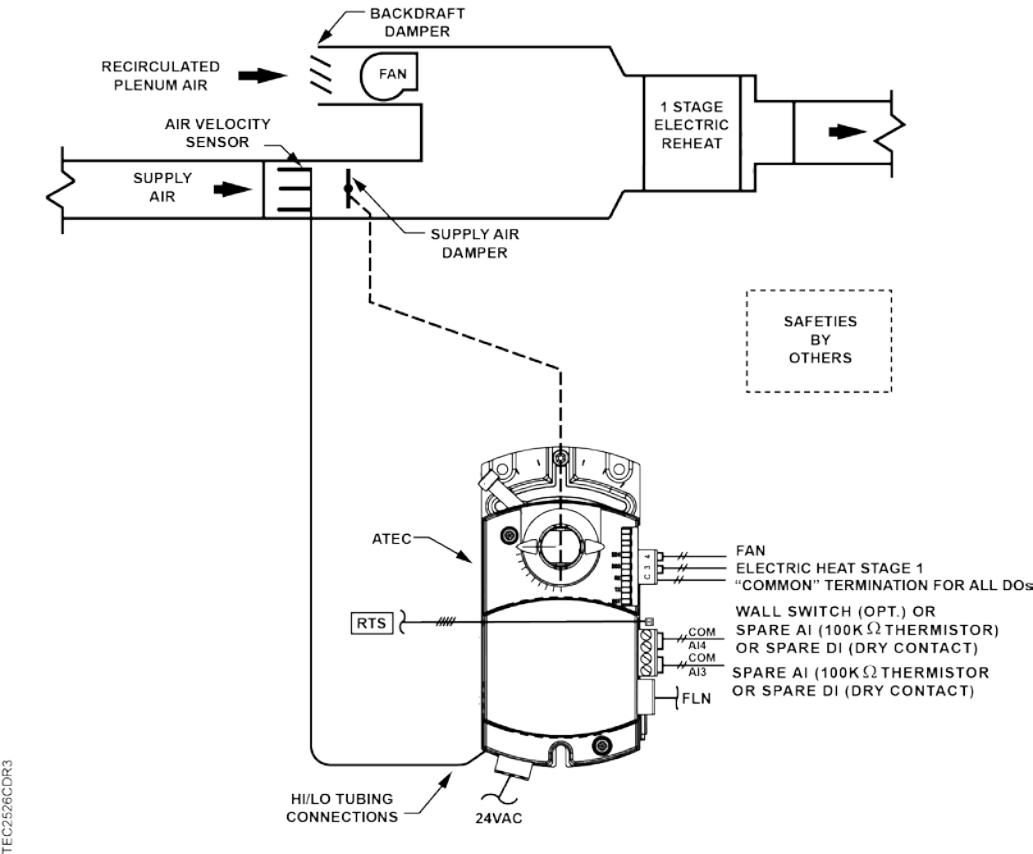 BACKDRAFT
DAMPER
RECIRCULATED
PLENUM AIR
FAN
AIR VELOCITY
SENSOR
1 STAGE
ELECTRIC
REHEAT
SUPPLY
AIR
SUPPLY AIR
DAMPER
SAFETIES
BY
OTHERS
ATEC
C 3 4
FAN
ELECTRIC HEAT STAGE 1
“COMMON” TERMINATION FOR ALL DOs
RTS
COM
AI4
WALL SWITCH (OPT.) OR
SPARE AI (100K Ω THERMISTOR)
OR SPARE DI (DRY CONTACT)
COM
AI3
SPARE AI (100K Ω THERMISTOR
OR SPARE DI (DRY CONTACT)
FLN
HI/LO TUBING
CONNECTIONS
24VAC
TEC2526CDR3